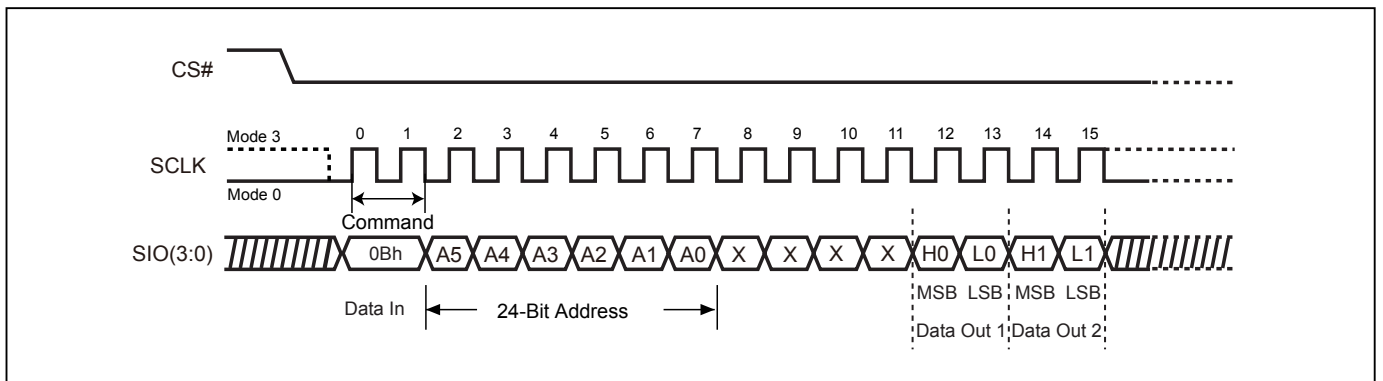 CS#
Mode 3
0 1 2 3 4 5 6 7 8 9 10 11 12 13 14 15
SCLK
Mode 0
Command
SIO(3:0) 0Bh A5 A4 A3 A2 A1 A0 X X X X H0 L0 H1 L1
MSB LSB MSB LSB
Data In 24-Bit Address
Data Out 1 Data Out 2